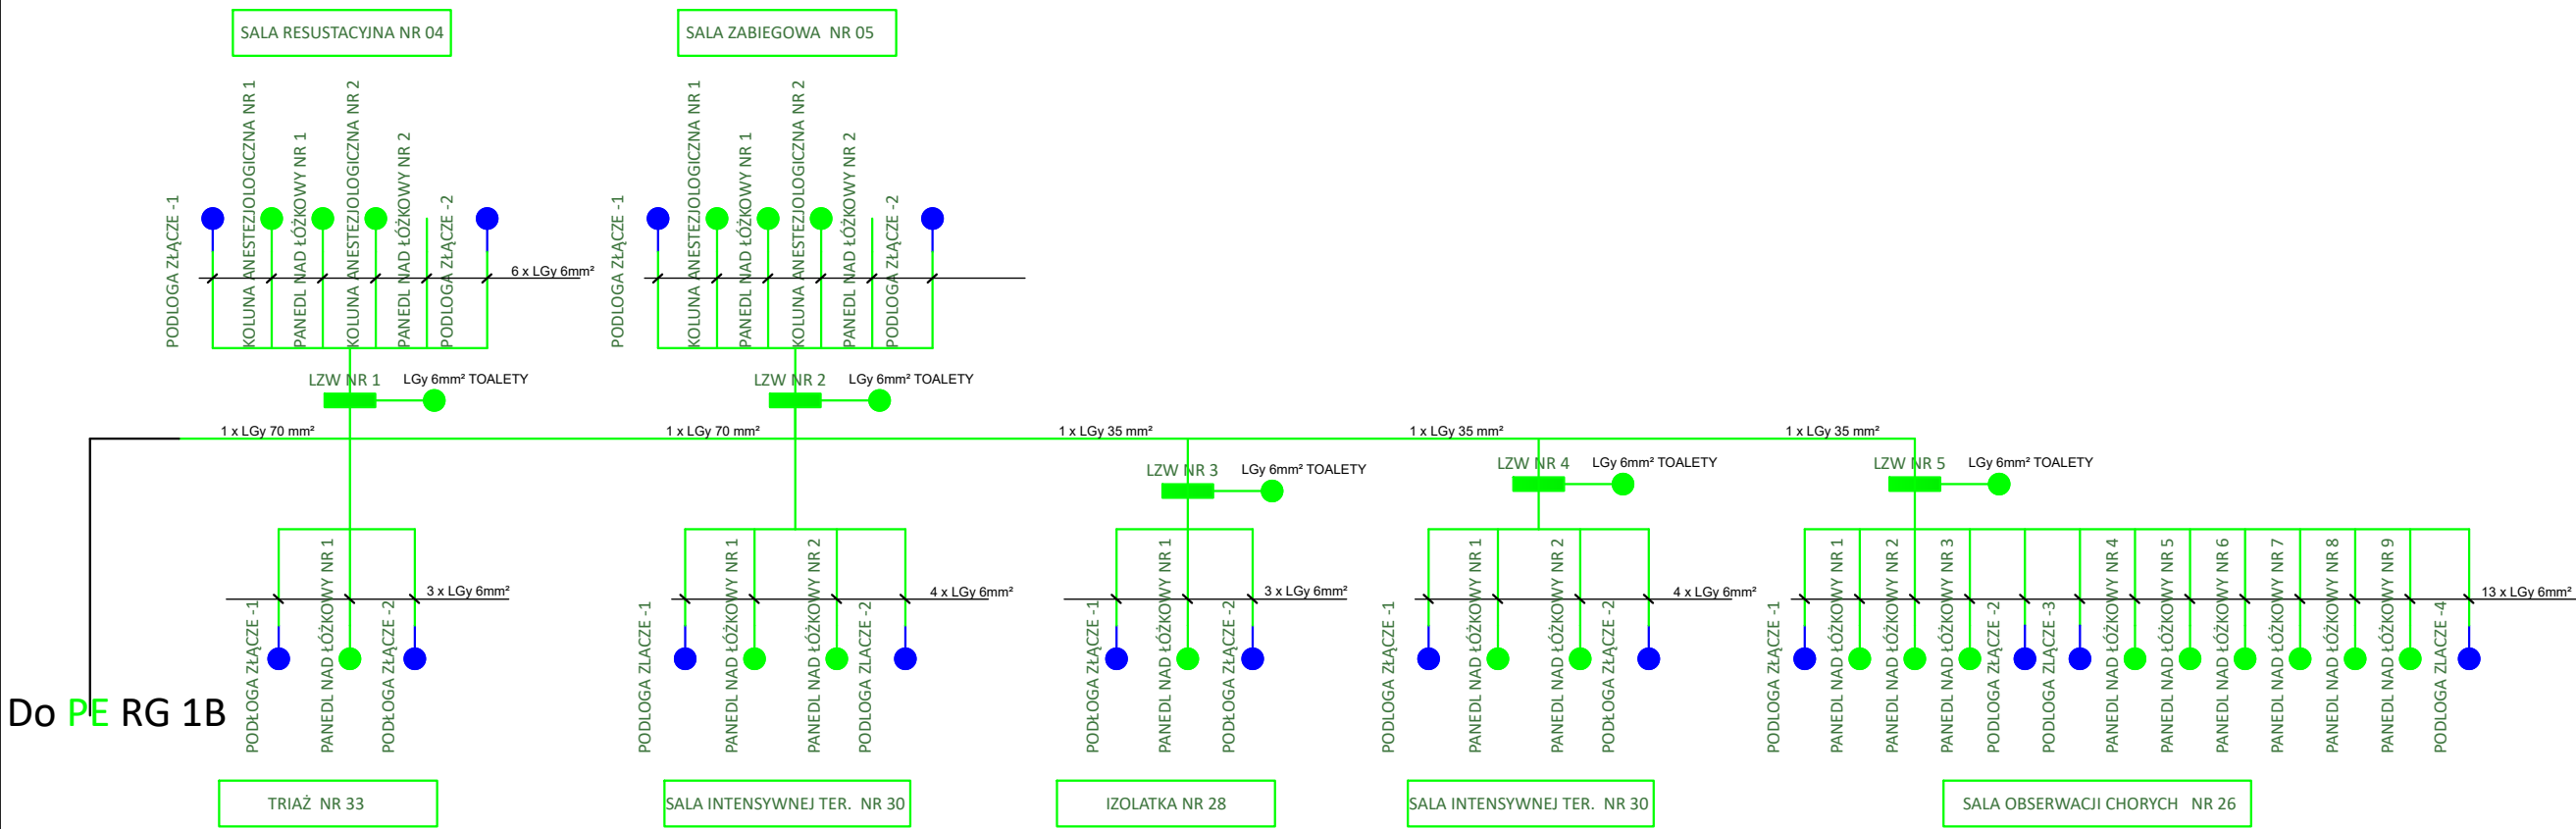 SALA RESUSTACYJNA NR 04
SALA ZABIEGOWA NR 05
PODLOGA ZŁĄCZE -1
KOLUNA ANESTEZJOLOGICZNA NR 1
PANEDL NAD ŁÓŻKOWY NR 1
KOLUNA ANESTEZJOLOGICZNA NR 2
PANEDL NAD ŁÓŻKOWY NR 2
PODLOGA ZŁĄCZE -2
6 x LGy 6mm²
PODLOGA ZŁĄCZE -1
KOLUNA ANESTEZJOLOGICZNA NR 1
PANEDL NAD ŁÓŻKOWY NR 1
KOLUNA ANESTEZJOLOGICZNA NR 2
PANEDL NAD ŁÓŻKOWY NR 2
PODLOGA ZŁĄCZE -2
LZW NR 1
LGy 6mm² TOALETY
LZW NR 2
LGy 6mm² TOALETY
1 x LGy 70 mm²
1 x LGy 70 mm²
1 x LGy 35 mm²
1 x LGy 35 mm²
1 x LGy 35 mm²
LZW NR 3
LGy 6mm² TOALETY
LZW NR 4
LGy 6mm² TOALETY
LZW NR 5
LGy 6mm² TOALETY
PODŁOGA ZŁĄCZE -1
PANEDL NAD ŁÓŻKOWY NR 1
PODŁOGA ZŁĄCZE -2
3 x LGy 6mm²
PODLOGA ZLACZE -1
PANEDL NAD ŁÓŻKOWY NR 1
PANEDL NAD ŁÓŻKOWY NR 2
PODLOGA ZLACZE -2
4 x LGy 6mm²
PODŁOGA ZŁĄCZE -1
PANEDL NAD ŁÓŻKOWY NR 1
PODŁOGA ZŁĄCZE -2
3 x LGy 6mm²
PODLOGA ZŁĄCZE -1
PANEDL NAD ŁÓŻKOWY NR 1
PANEDL NAD ŁÓŻKOWY NR 2
PODŁOGA ZŁĄCZE -2
4 x LGy 6mm²
PODLOGA ZŁĄCZE -1
PANEDL NAD ŁÓŻKOWY NR 1
PANEDL NAD ŁÓŻKOWY NR 2
PANEDL NAD ŁÓŻKOWY NR 3
PODLOGA ZŁĄCZE -2
PODLOGA ZŁĄCZE -3
PANEDL NAD ŁÓŻKOWY NR 4
PANEDL NAD ŁÓŻKOWY NR 5
PANEDL NAD ŁÓŻKOWY NR 6
PANEDL NAD ŁÓŻKOWY NR 7
PANEDL NAD ŁÓŻKOWY NR 8
PANEDL NAD ŁÓŻKOWY NR 9
PODLOGA ZLACZE -4
13 x LGy 6mm²
Do PE RG 1B
TRIAŻ NR 33
SALA INTENSYWNEJ TER. NR 30
IZOLATKA NR 28
SALA INTENSYWNEJ TER. NR 30
SALA OBSERWACJI CHORYCH NR 26